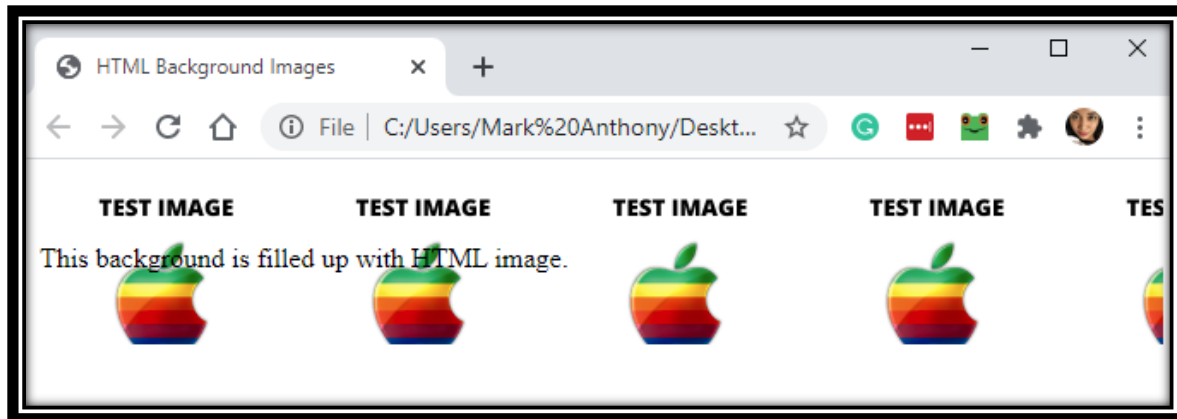 HTML Background Images
File | C:/Users/Mark%20Anthony/Deskt...
TEST IMAGE TEST IMAGE TEST IMAGE TEST IMAGE TES
This background is filled up with HTML image.